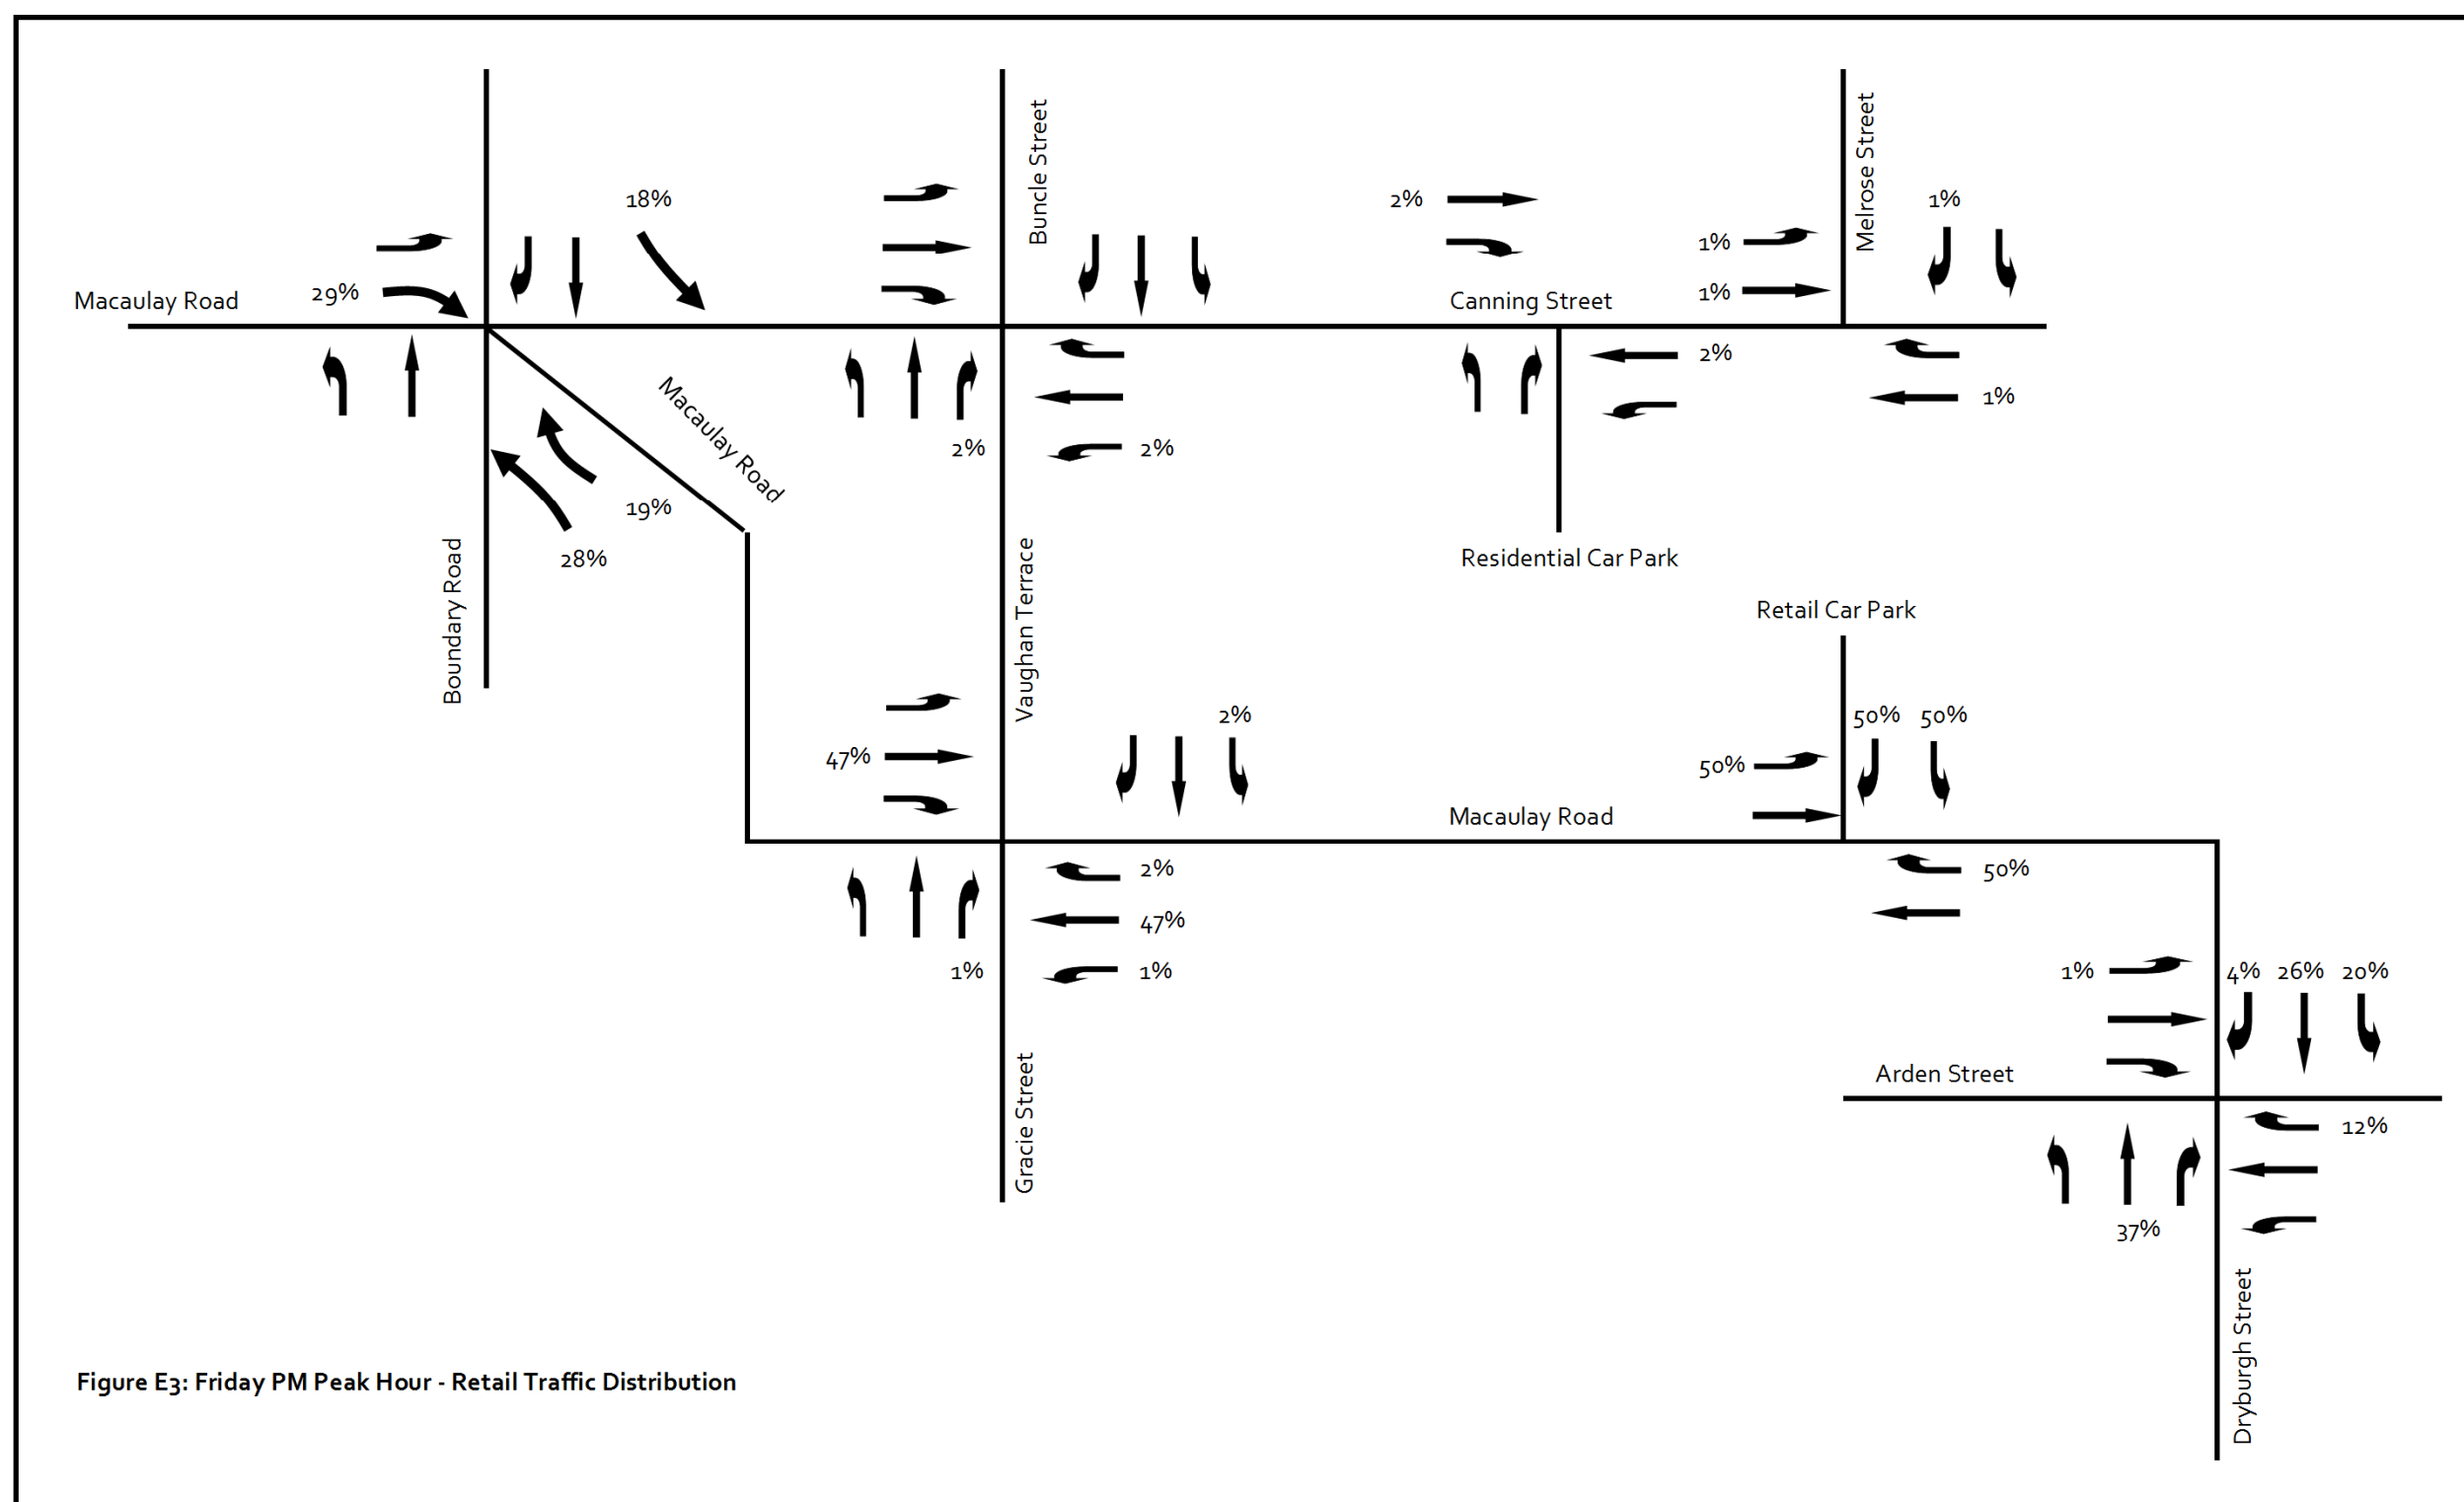 Buncle Street
Melrose Street
18%
2%
1%
1%
29%
Macaulay Road
1%
Canning Street
2%
1%
Macaulay Road
2%
2%
19%
28%
Boundary Road
Vaughan Terrace
Residential Car Park
Retail Car Park
2%
50%
50%
47%
50%
Macaulay Road
2%
50%
47%
1%
1%
1%
4%
26%
20%
Gracie Street
Arden Street
12%
37%
Dryburgh Street
Figure E3: Friday PM Peak Hour - Retail Traffic Distribution